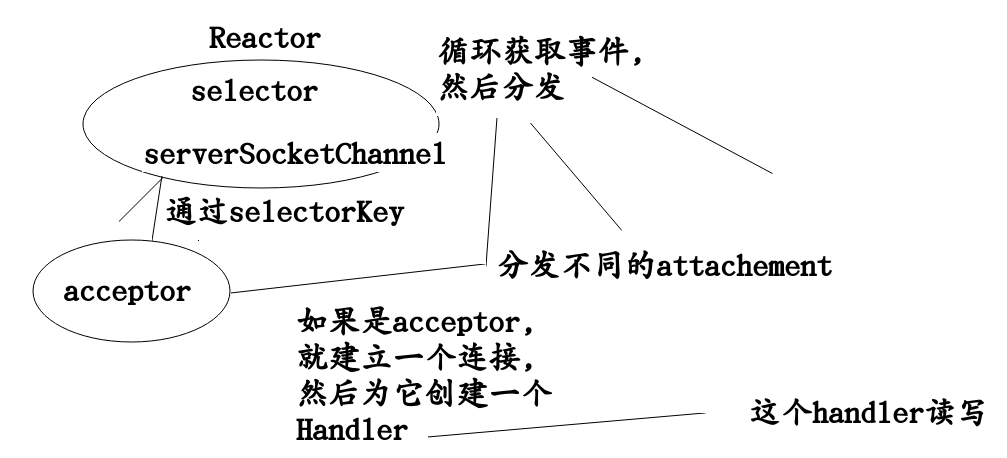 Reactor
selector
serverSocketChannel
循环获取事件，
然后分发
通过selectorKey
acceptor
分发不同的attachement
如果是acceptor，
就建立一个连接，
然后为它创建一个
Handler
这个handler读写